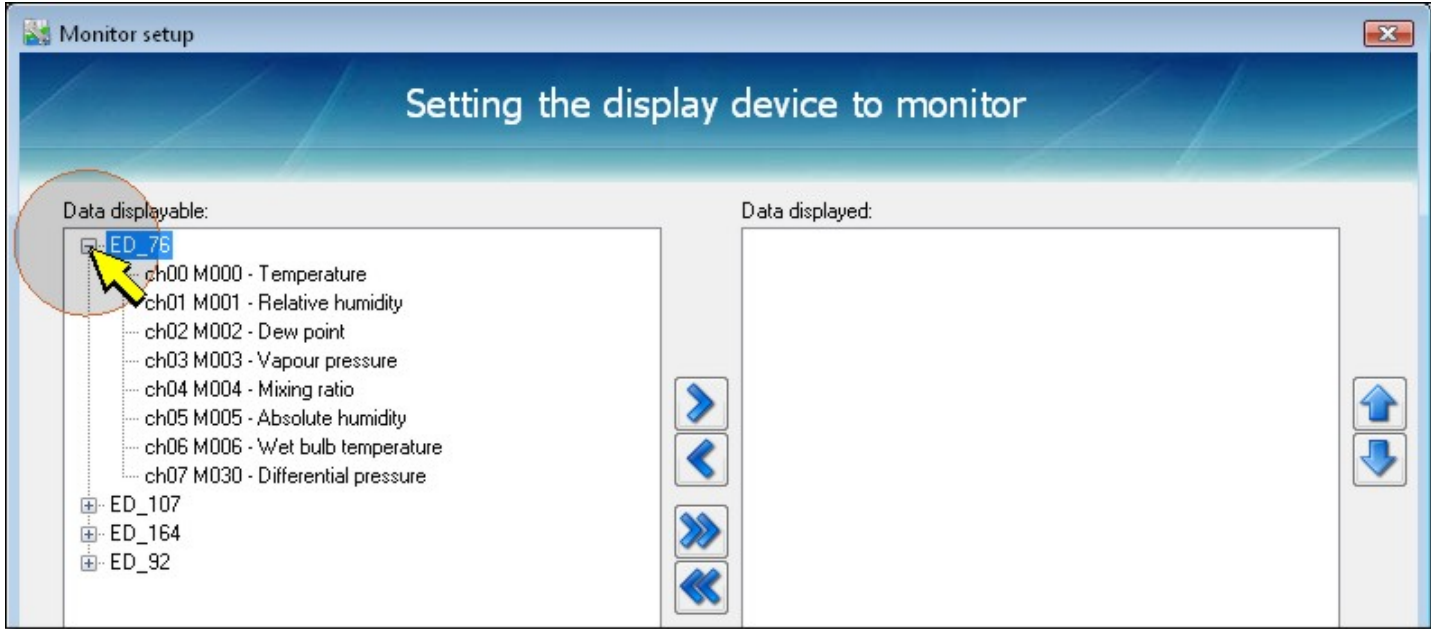 Monitor setup
Setting the display device to monitor
Data displayable:
Data displayed:
ED_76
ch00 M000 - Temperature
ch01 M001 - Relative humidity
ch02 M002 - Dew point
ch03 M003 - Vapour pressure
ch04 M004 - Mixing ratio
ch05 M005 - Absolute humidity
ch06 M006 - Wet bulb temperature
ch07 M030 - Differential pressure
ED_107
ED_164
ED_92